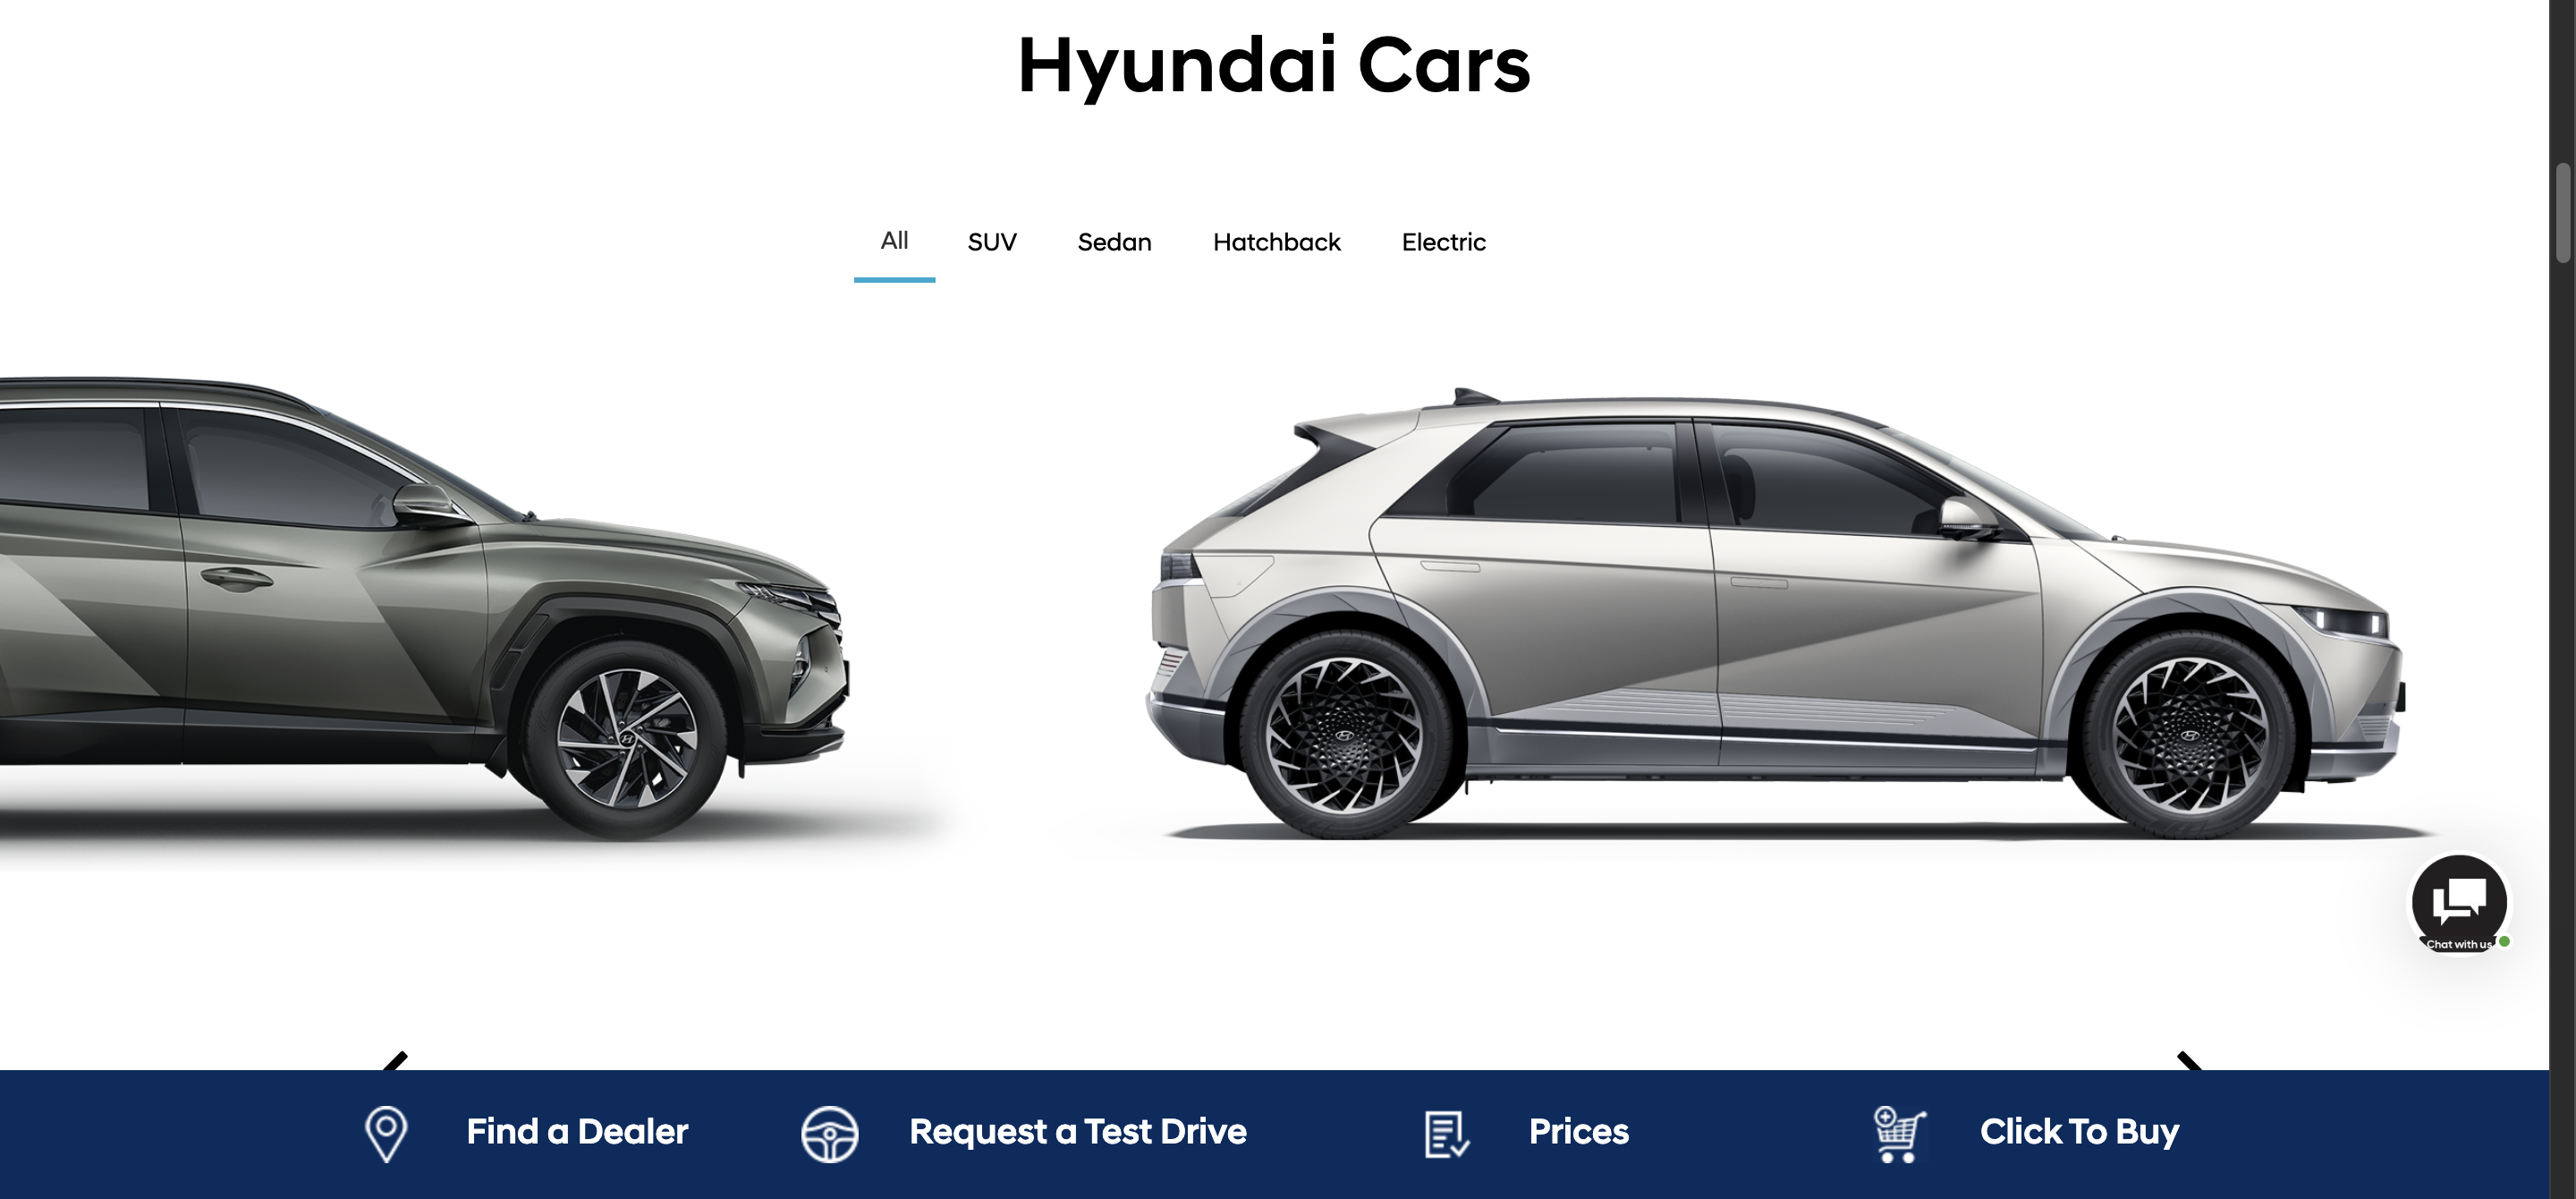 Hyundai Cars
All SUV Sedan Hatchback Electric
Chat with us
Find a Dealer Request a Test Drive Prices Click To Buy